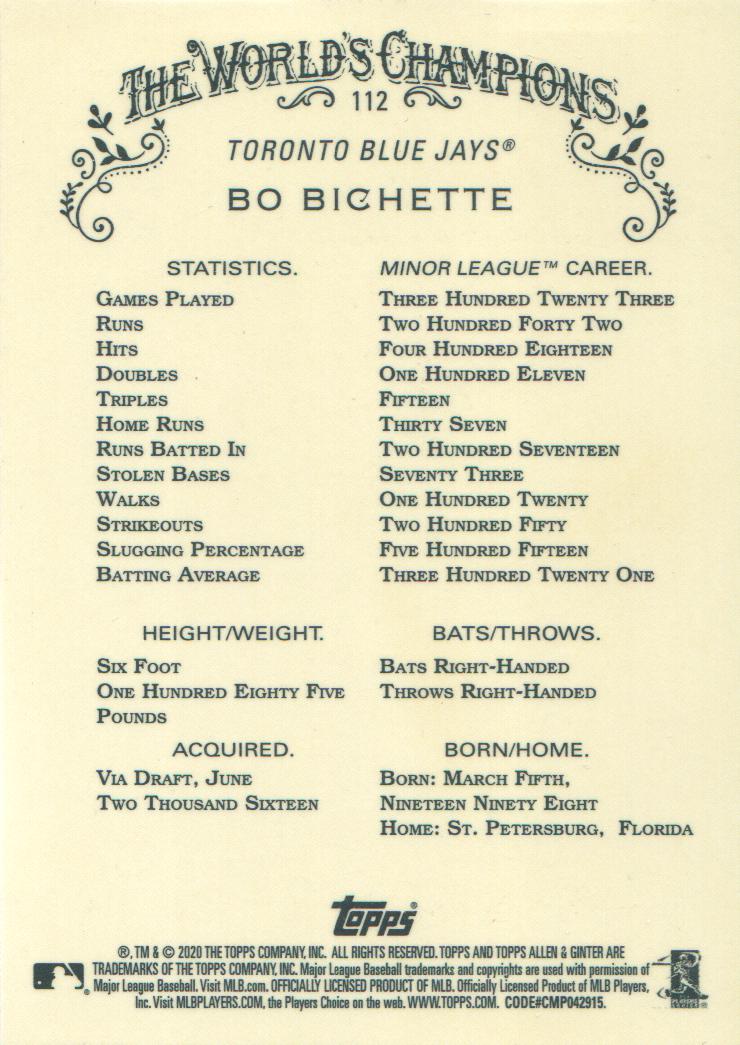 THE WORLD'S CHAMPIONS
112
TORONTO BLUE JAYS®
BO BICHETTE
STATISTICS. MINOR LEAGUE™ CAREER.
GAMES PLAYED THREE HUNDRED TWENTY THREE
RUNS TWO HUNDRED FORTY TWO
HITS FOUR HUNDRED EIGHTEEN
DOUBLES ONE HUNDRED ELEVEN
TRIPLES FIFTEEN
HOME RUNS THIRTY SEVEN
RUNS BATTED IN TWO HUNDRED SEVENTEEN
STOLEN BASES SEVENTY THREE
WALKS ONE HUNDRED TWENTY
STRIKEOUTS TWO HUNDRED FIFTY
SLUGGING PERCENTAGE FIVE HUNDRED FIFTEEN
BATTING AVERAGE THREE HUNDRED TWENTY ONE
HEIGHT/WEIGHT.
SIX FOOT
ONE HUNDRED EIGHTY FIVE
POUNDS
BATS/THROWS.
BATS RIGHT-HANDED
THROWS RIGHT-HANDED
ACQUIRED.
VIA DRAFT, JUNE
TWO THOUSAND SIXTEEN
BORN/HOME.
BORN: MARCH FIFTH,
NINETEEN NINETY EIGHT
HOME: ST. PETERSBURG, FLORIDA
Topps®
®, TM & © 2020 THE TOPPS COMPANY, INC. ALL RIGHTS RESERVED. TOPPS AND TOPPS ALLEN & GINTER ARE
TRADEMARKS OF THE TOPPS COMPANY, INC. Major League Baseball trademarks and copyrights are used with permission of
Major League Baseball. Visit MLB.com. OFFICIALLY LICENSED PRODUCT OF MLB. Officially Licensed Product of MLB Players,
Inc. Visit MLBPLAYERS.COM, the Players Choice on the web. WWW.TOPPS.COM. CODE#CMP042915.